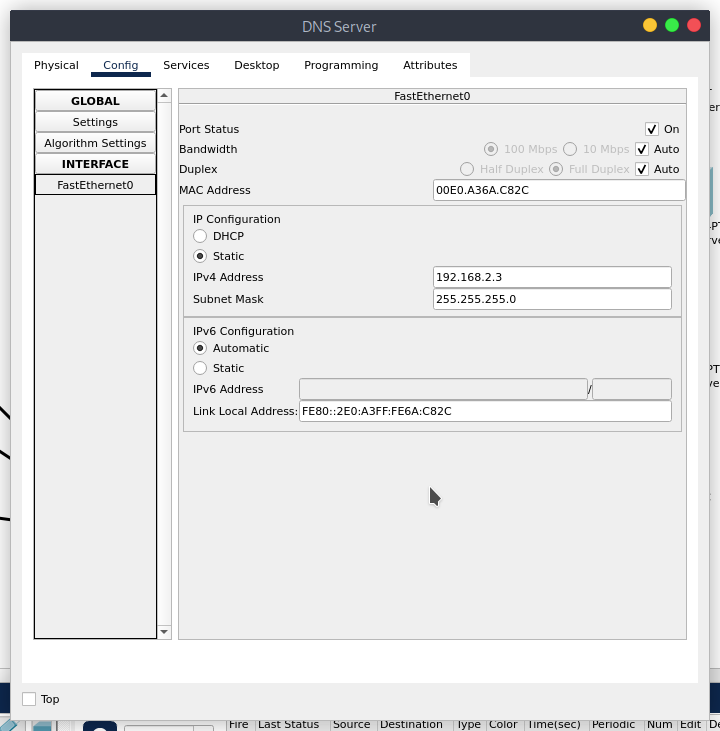 DNS Server
Physical Config Services Desktop Programming Attributes
GLOBAL
Settings
Algorithm Settings
INTERFACE
FastEthernet0
FastEthernet0
Port Status On
Bandwidth 100 Mbps 10 Mbps Auto
Duplex Half Duplex Full Duplex Auto
MAC Address 00E0.A36A.C82C
IP Configuration
DHCP
Static
IPv4 Address 192.168.2.3
Subnet Mask 255.255.255.0
IPv6 Configuration
Automatic
Static
IPv6 Address /
Link Local Address: FE80::2E0:A3FF:FE6A:C82C
Top
Fire Last Status Source Destination Type Color Time(sec) Periodic Num Edit